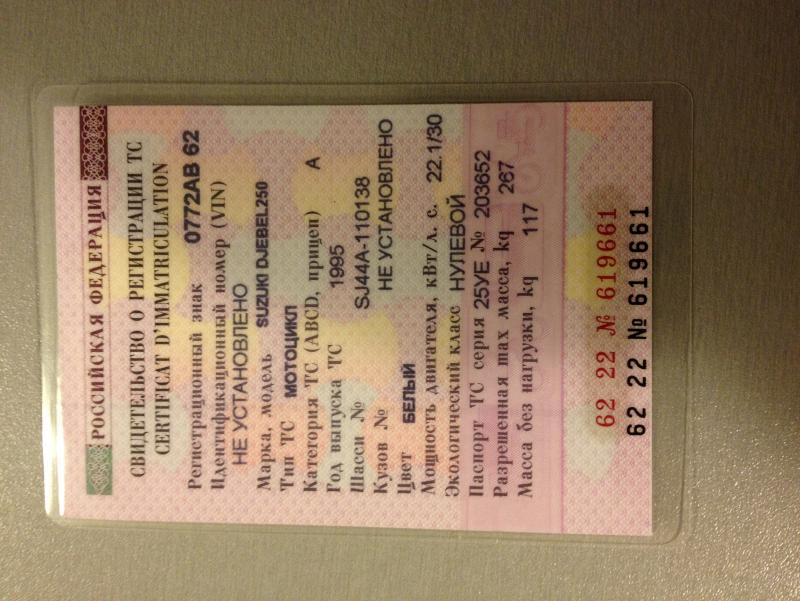 РОССИЙСКАЯ ФЕДЕРАЦИЯ
СВИДЕТЕЛЬСТВО О РЕГИСТРАЦИИ ТС
CERTIFICAT D'IMMATRICULATION
Регистрационный знак 0772АВ 62
Идентификационный номер (VIN)
НЕ УСТАНОВЛЕНО
Марка, модель SUZUKI DJEBEL250
Тип ТС МОТОЦИКЛ
Категория ТС (ABCD, прицеп) A
Год выпуска ТС 1995
Шасси № SJ44A-110138
Кузов № НЕ УСТАНОВЛЕНО
Цвет БЕЛЫЙ
Мощность двигателя, кВт/л. с. 22.1/30
Экологический класс НУЛЕВОЙ
Паспорт ТС серия 25УЕ № 203652
Разрешенная max масса, kg 267
Масса без нагрузки, kg 117
62 22 № 619661
62 22 № 619661